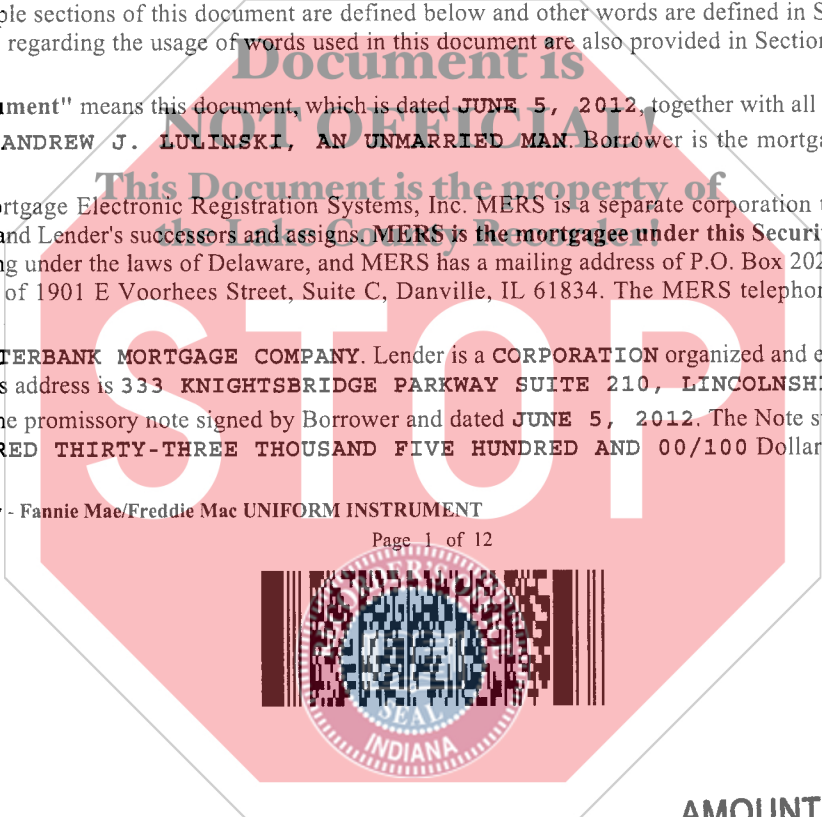 ple sections of this document are defined below and other words are defined in S
regarding the usage of words used in this document are also provided in Section
Document is
ument" means this document, which is dated JUNE 5, 2012, together with all
NOT OFFICIAL!
ANDREW J. LULINSKI, AN UNMARRIED MAN. Borrower is the mortga
This Document is the property of
ortgage Electronic Registration Systems, Inc. MERS is a separate corporation t
the Lake County Recorder!
and Lender's successors and assigns. MERS is the mortgagee under this Securi
ng under the laws of Delaware, and MERS has a mailing address of P.O. Box 202
of 1901 E Voorhees Street, Suite C, Danville, IL 61834. The MERS telephon
STOP
TERBANK MORTGAGE COMPANY. Lender is a CORPORATION organized and e
s address is 333 KNIGHTSBRIDGE PARKWAY SUITE 210, LINCOLNSHI
he promissory note signed by Borrower and dated JUNE 5, 2012. The Note s
RED THIRTY-THREE THOUSAND FIVE HUNDRED AND 00/100 Dollar
- Fannie Mae/Freddie Mac UNIFORM INSTRUMENT
Page 1 of 12
RECORDER'S OFFICE
SEAL
INDIANA
AMOUNT